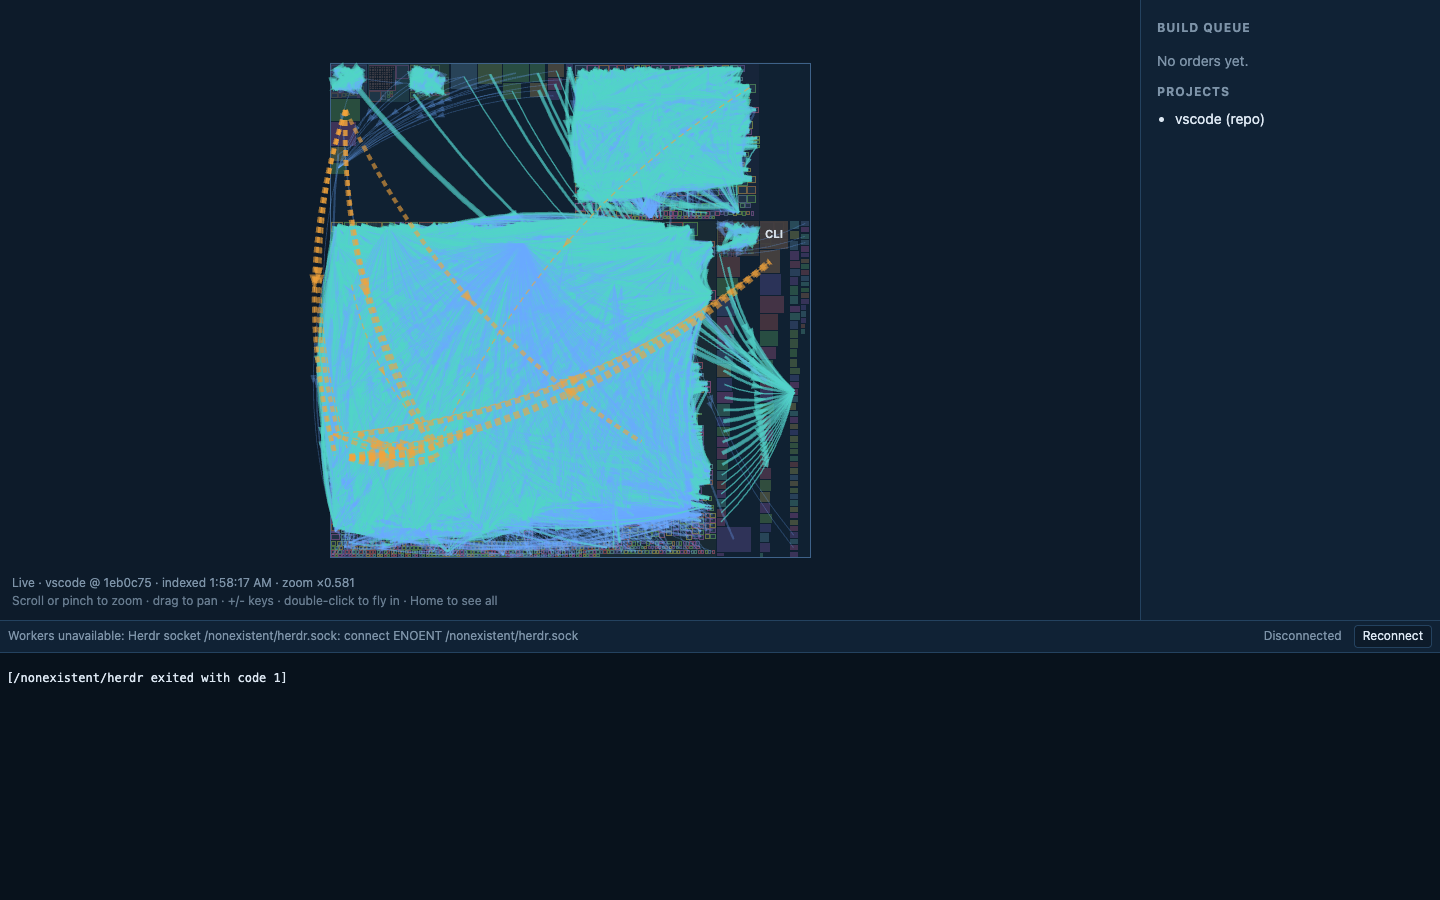 BUILD QUEUE
No orders yet.
PROJECTS
• vscode (repo)
CLI
Live · vscode @ 1eb0c75 · indexed 1:58:17 AM · zoom ×0.581
Scroll or pinch to zoom · drag to pan · +/- keys · double-click to fly in · Home to see all
Workers unavailable: Herdr socket /nonexistent/herdr.sock: connect ENOENT /nonexistent/herdr.sock
Disconnected
Reconnect
[/nonexistent/herdr exited with code 1]